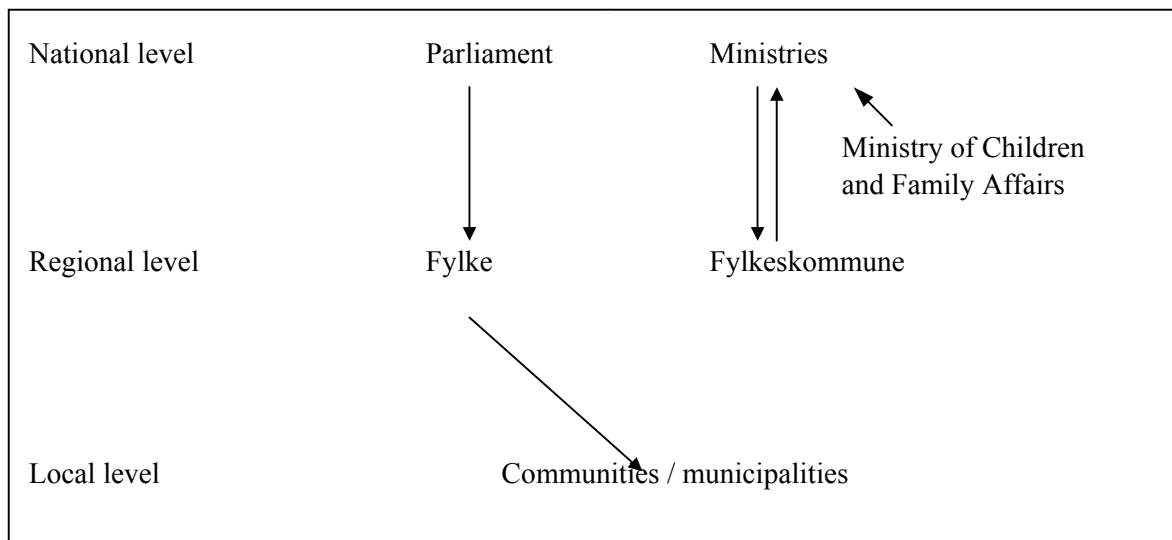 National level Parliament Ministries
Ministry of Children
and Family Affairs
Regional level Fylke Fylkeskommune
Local level Communities / municipalities